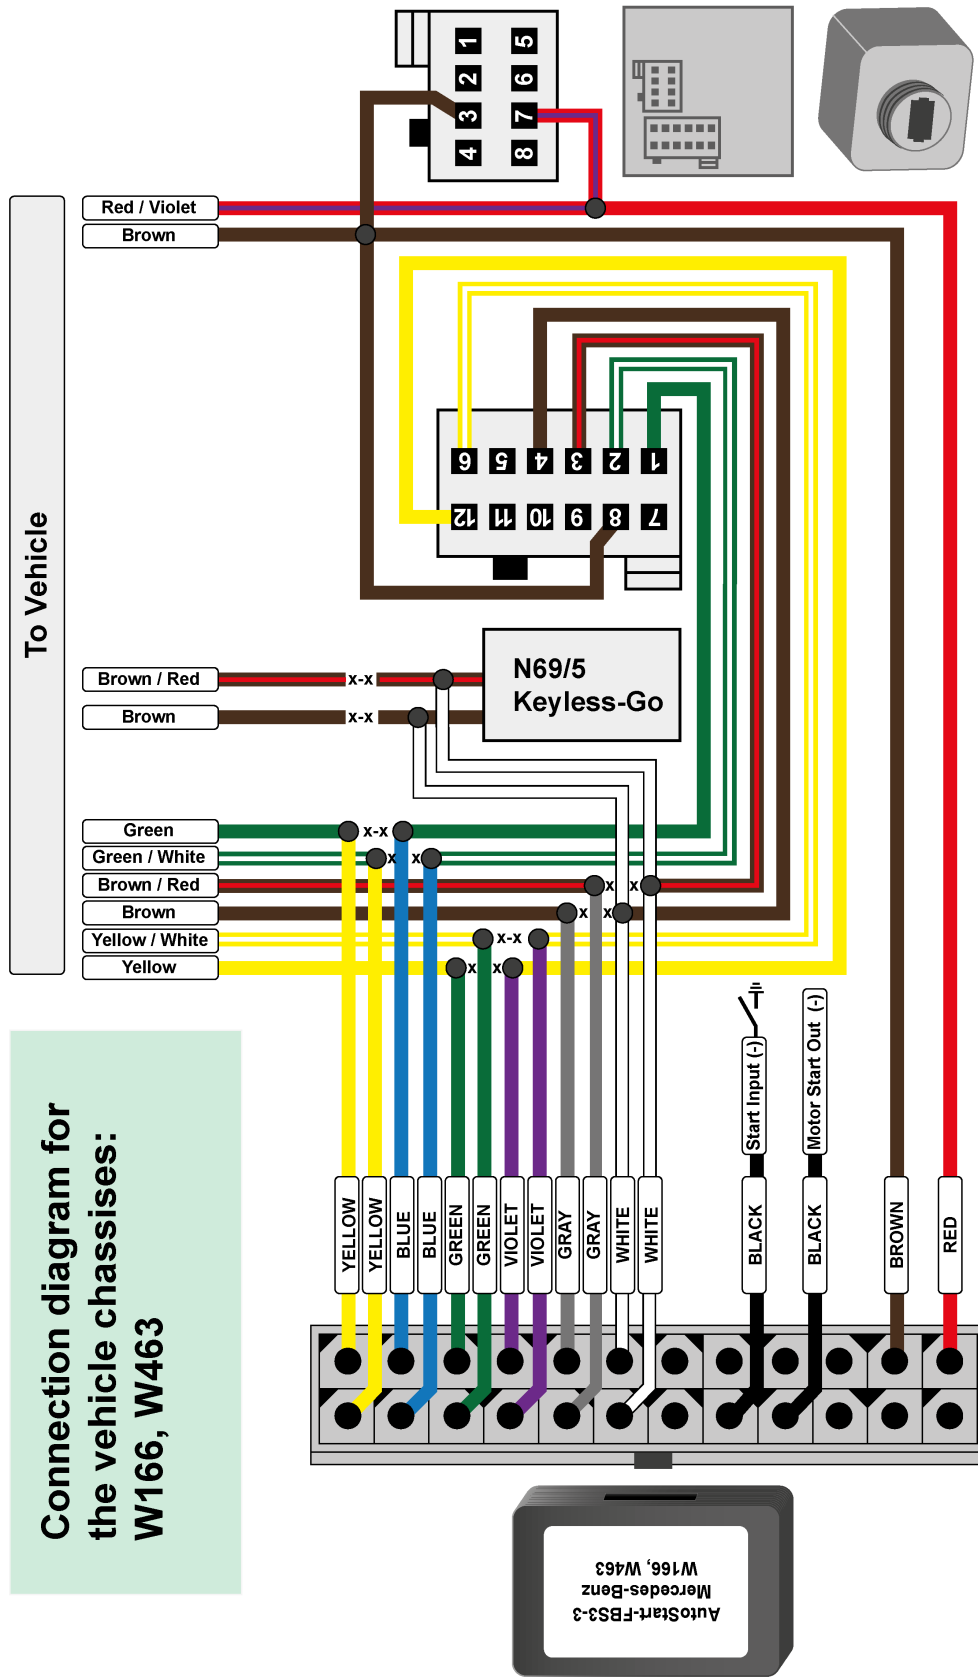 1
5
2
6
3
7
4
8
To Vehicle
Red / Violet
Brown
6
5
4
3
2
1
12
11
10
9
8
7
Brown / Red
x-x
Brown
x-x
N69/5
Keyless-Go
Green
x-x
Green / White
x x
Brown / Red
x x
Brown
x x
Yellow / White
x-x
Yellow
x x
Start Input (-)
Motor Start Out (-)
YELLOW
YELLOW
BLUE
BLUE
GREEN
GREEN
VIOLET
VIOLET
GRAY
GRAY
WHITE
WHITE
BLACK
BLACK
BROWN
RED
Connection diagram for
the vehicle chassises:
W166, W463
AutoStart-FBS3-3
Mercedes-Benz
W166, W463